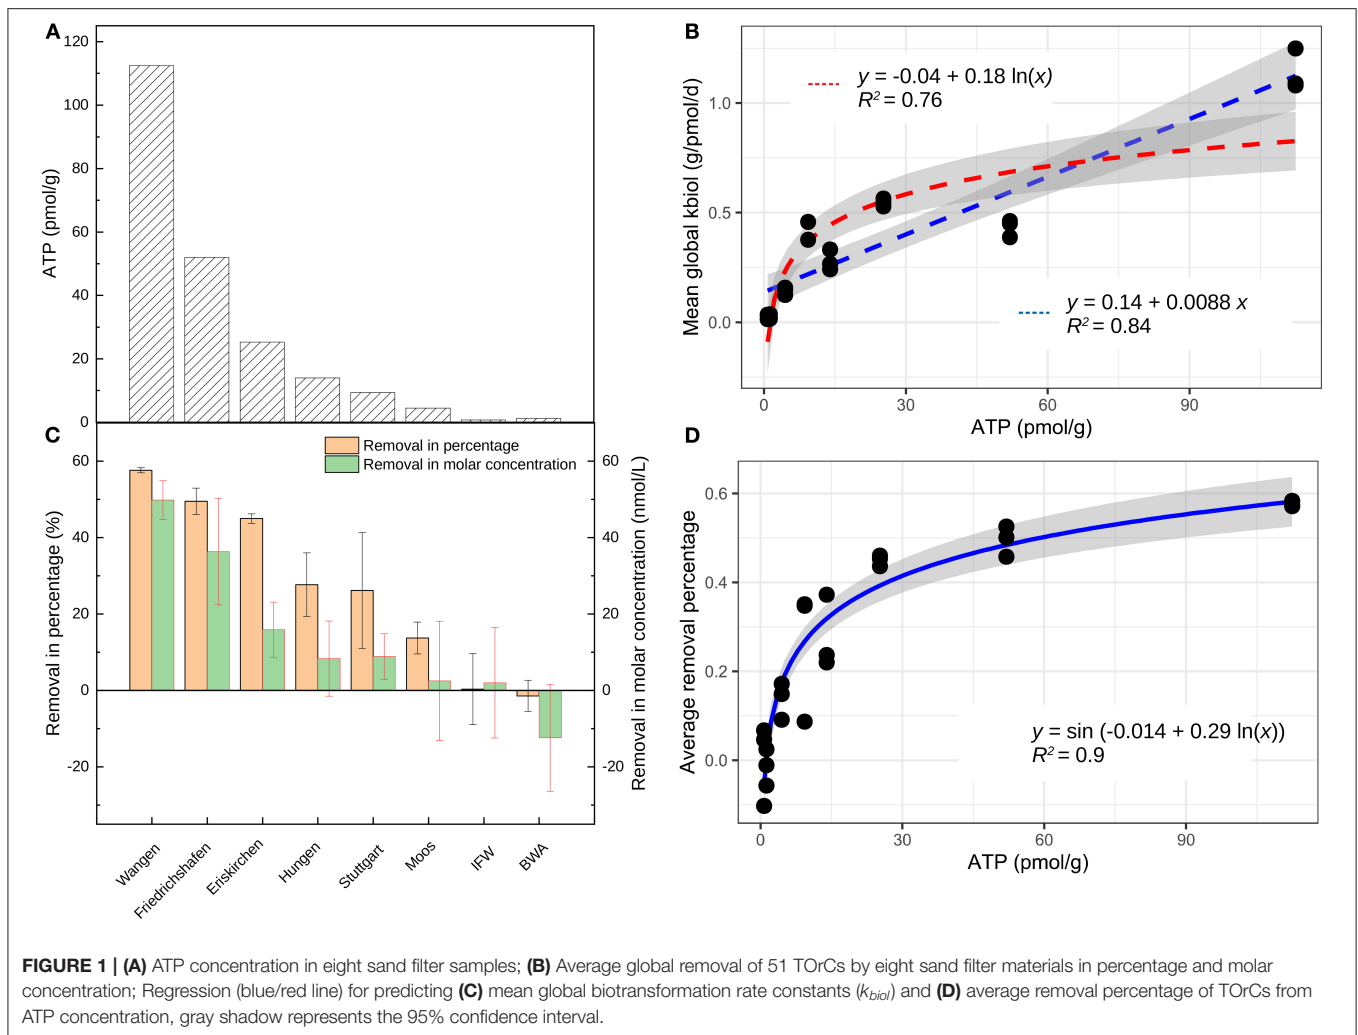 A
120
100
80
60
40
20
0
ATP (pmol/g)
B
y = -0.04 + 0.18 ln(x)
R² = 0.76
y = 0.14 + 0.0088 x
R² = 0.84
1.0
0.5
0.0
Mean global kbiol (g/pmol/d)
0 30 60 90
ATP (pmol/g)
C
Removal in percentage
Removal in molar concentration
60
40
20
0
-20
Removal in percentage (%)
60
40
20
0
-20
Removal in molar concentration (nmol/L)
Wangen
Friedrichshafen
Eriskirchen
Hungen
Stuttgart
Moos
IFW
BWA
D
0.6
0.4
0.2
0.0
Average removal percentage
y = sin (-0.014 + 0.29 ln(x))
R² = 0.9
0 30 60 90
ATP (pmol/g)
FIGURE 1 | (A) ATP concentration in eight sand filter samples; (B) Average global removal of 51 TOrCs by eight sand filter materials in percentage and molar
concentration; Regression (blue/red line) for predicting (C) mean global biotransformation rate constants (kbiol) and (D) average removal percentage of TOrCs from
ATP concentration, gray shadow represents the 95% confidence interval.